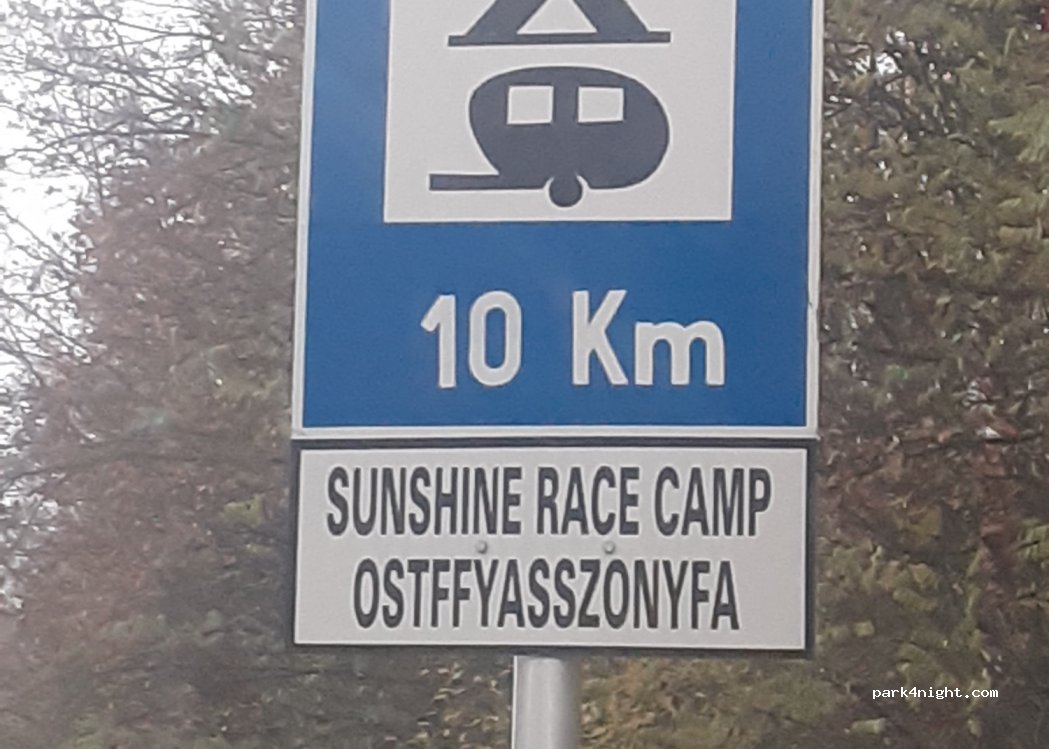 10 Km
SUNSHINE RACE CAMP
OSTFFYASSZONYFA
park4night.com